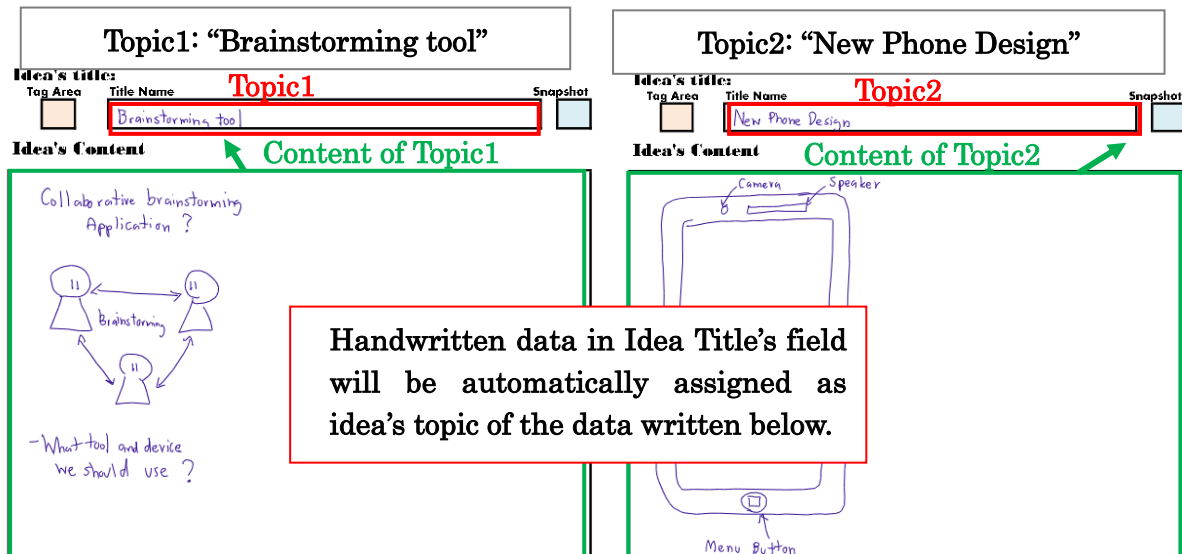 Topic1: “Brainstorming tool”
Idea's title:
Topic1
Tag Area
Title Name
Snapshot
Brainstorming tool
Idea's Content
Content of Topic1
Collaborative brainstorming
Application ?
Brainstorming
- What tool and device
we should use ?
Topic2: “New Phone Design”
Idea's title:
Topic2
Tag Area
Title Name
Snapshot
New Phone Design
Idea's Content
Content of Topic2
Camera
Speaker
Menu Button
Handwritten data in Idea Title’s field
will be automatically assigned as
idea’s topic of the data written below.